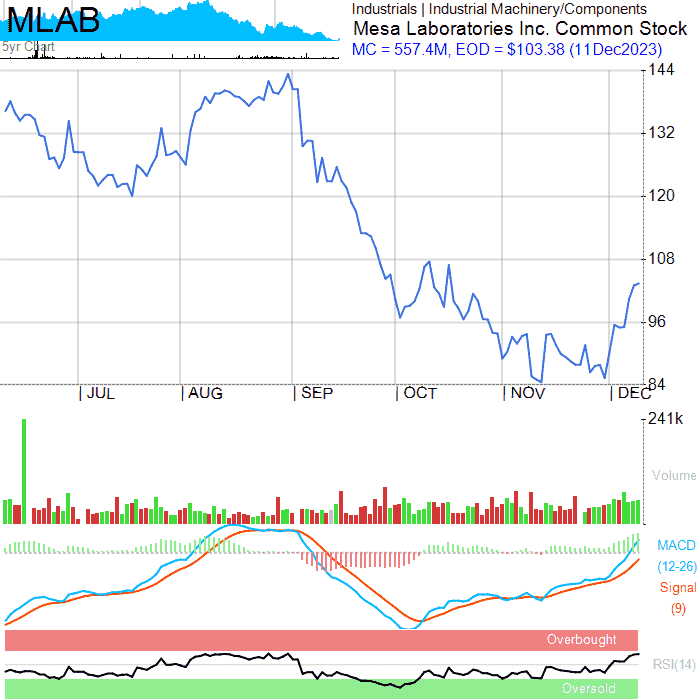 MLAB
5yr Chart
Industrials | Industrial Machinery/Components
Mesa Laboratories Inc. Common Stock
MC = 557.4M, EOD = $103.38 (11Dec2023)
144
132
120
108
96
84
| JUL | AUG | SEP | OCT | NOV | DEC
241k
Volume
MACD
(12-26)
Signal
(9)
Overbought
RSI(14)
Oversold